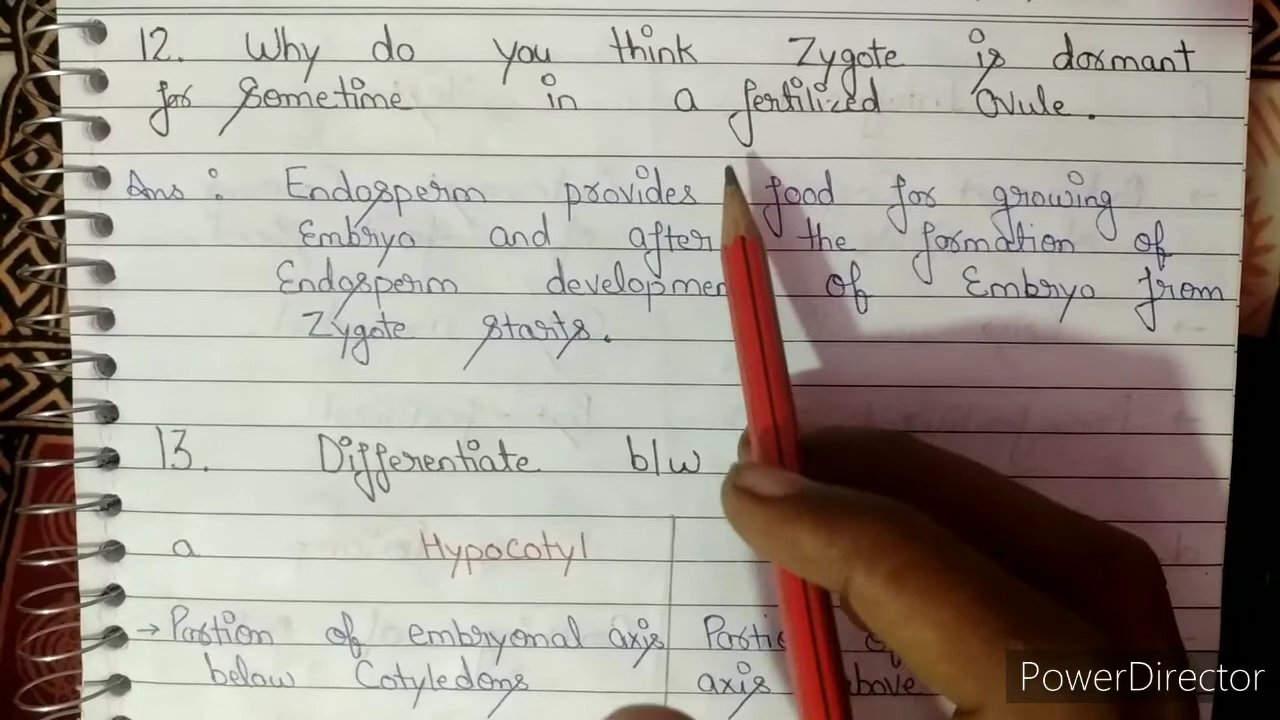 12. Why do you think Zygote is dormant
for Sometime in a fertilized Ovule.
Ans : Endosperm provides food for growing
Embryo and after the formation of
Endosperm developmen of Embryo from
Zygote starts.
13. Differentiate b/w
a Hypocotyl
→ Portion of embryonal axis
below Cotyledons
axis above
PowerDirector